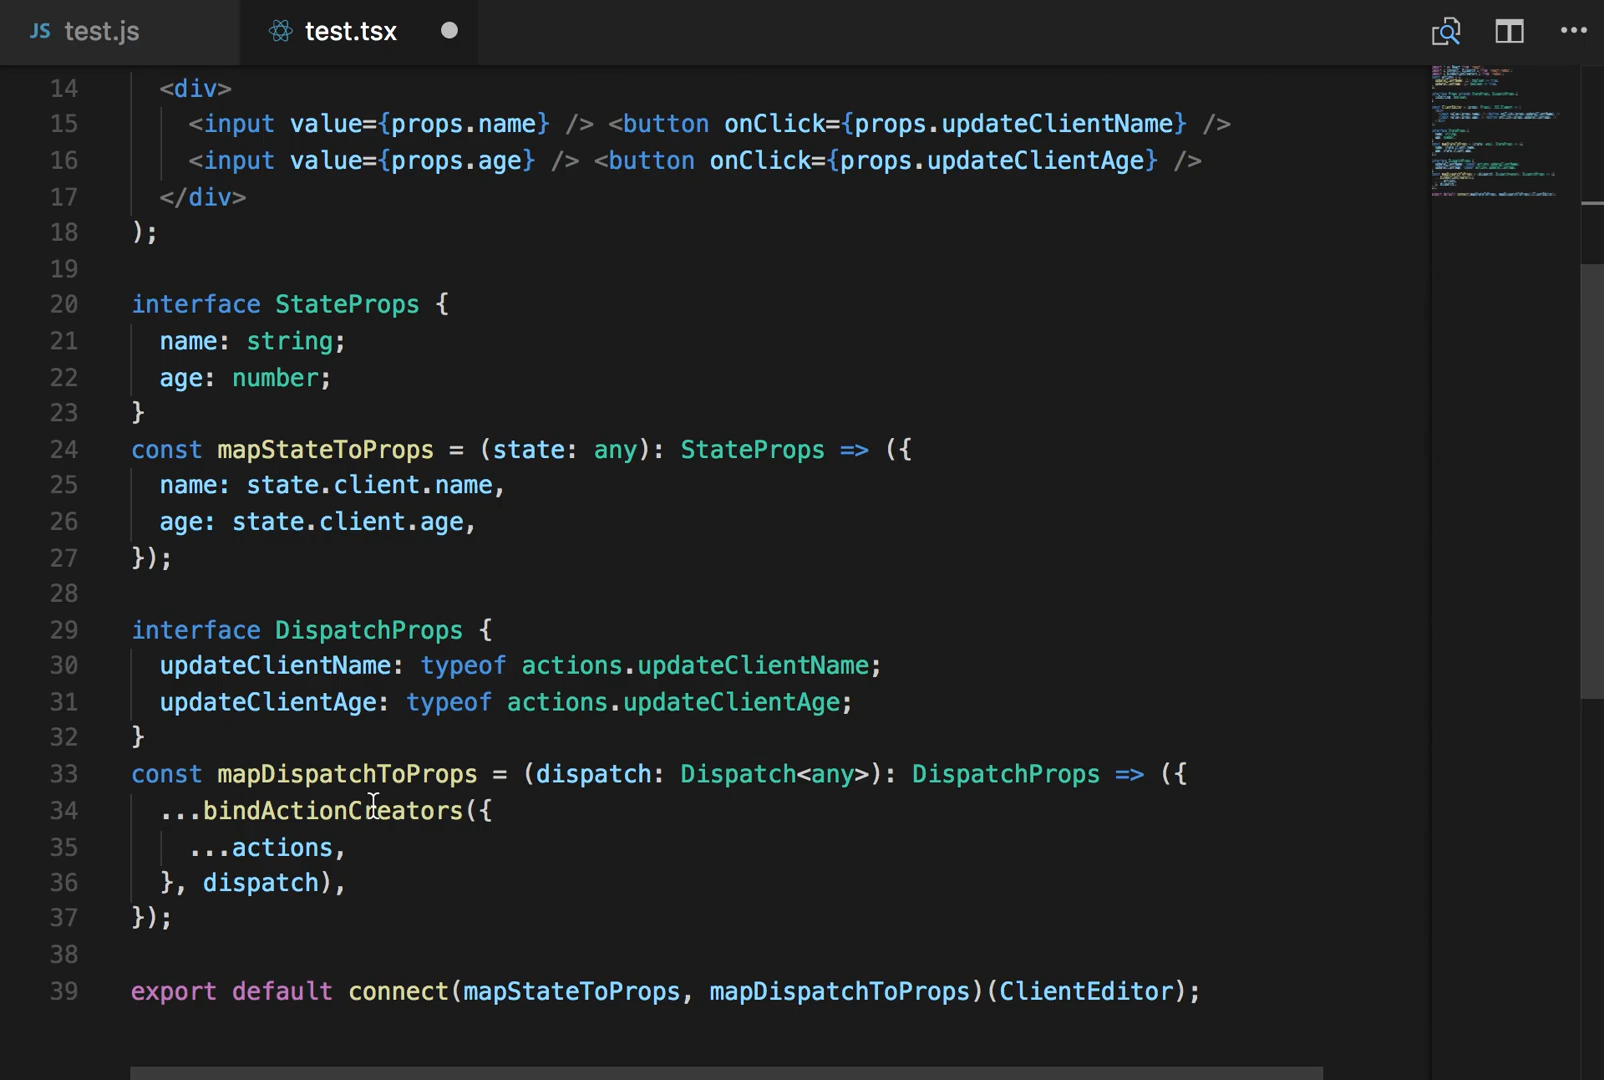 JS test.js test.tsx
14 <div>
15 <input value={props.name} /> <button onClick={props.updateClientName} />
16 <input value={props.age} /> <button onClick={props.updateClientAge} />
17 </div>
18 );
19
20 interface StateProps {
21 name: string;
22 age: number;
23 }
24 const mapStateToProps = (state: any): StateProps => ({
25 name: state.client.name,
26 age: state.client.age,
27 });
28
29 interface DispatchProps {
30 updateClientName: typeof actions.updateClientName;
31 updateClientAge: typeof actions.updateClientAge;
32 }
33 const mapDispatchToProps = (dispatch: Dispatch<any>): DispatchProps => ({
34 ...bindActionCreators({
35 ...actions,
36 }, dispatch),
37 });
38
39 export default connect(mapStateToProps, mapDispatchToProps)(ClientEditor);